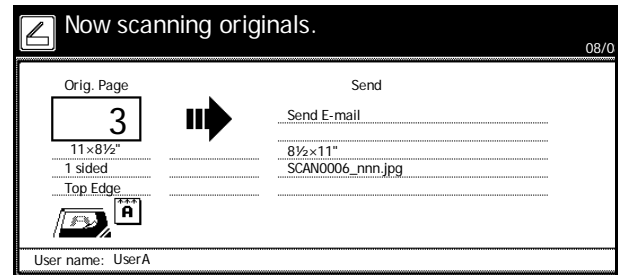 Now scanning originals.
08/0
Orig. Page
Send
3
Send E-mail
11×8½"
8½×11"
1 sided
SCAN0006_nnn.jpg
Top Edge
A
User name: UserA